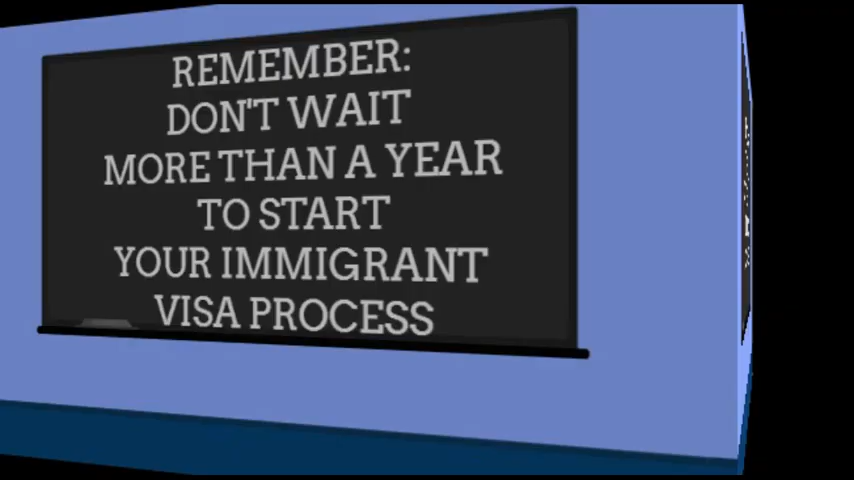 REMEMBER:
DON'T WAIT
MORE THAN A YEAR
TO START
YOUR IMMIGRANT
VISA PROCESS